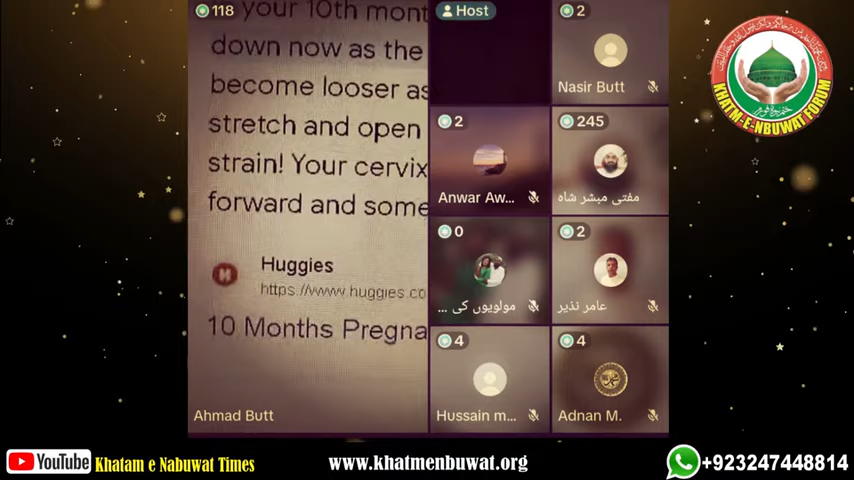 118
your 10th mont
down now as the
become looser as
stretch and open
strain! Your cervix
forward and some
Huggies
https://www.huggies.co
10 Months Pregna
Ahmad Butt
Host
2
Nasir Butt
2
Anwar Aw...
245
مفتی مبشر شاہ
0
مولویوں کی ...
2
عامر نذیر
4
Hussain m...
4
Adnan M.
KHATM-E-NBUWAT FORUM
YouTube Khatam e Nabuwat Times
www.khatmenbuwat.org
+923247448814